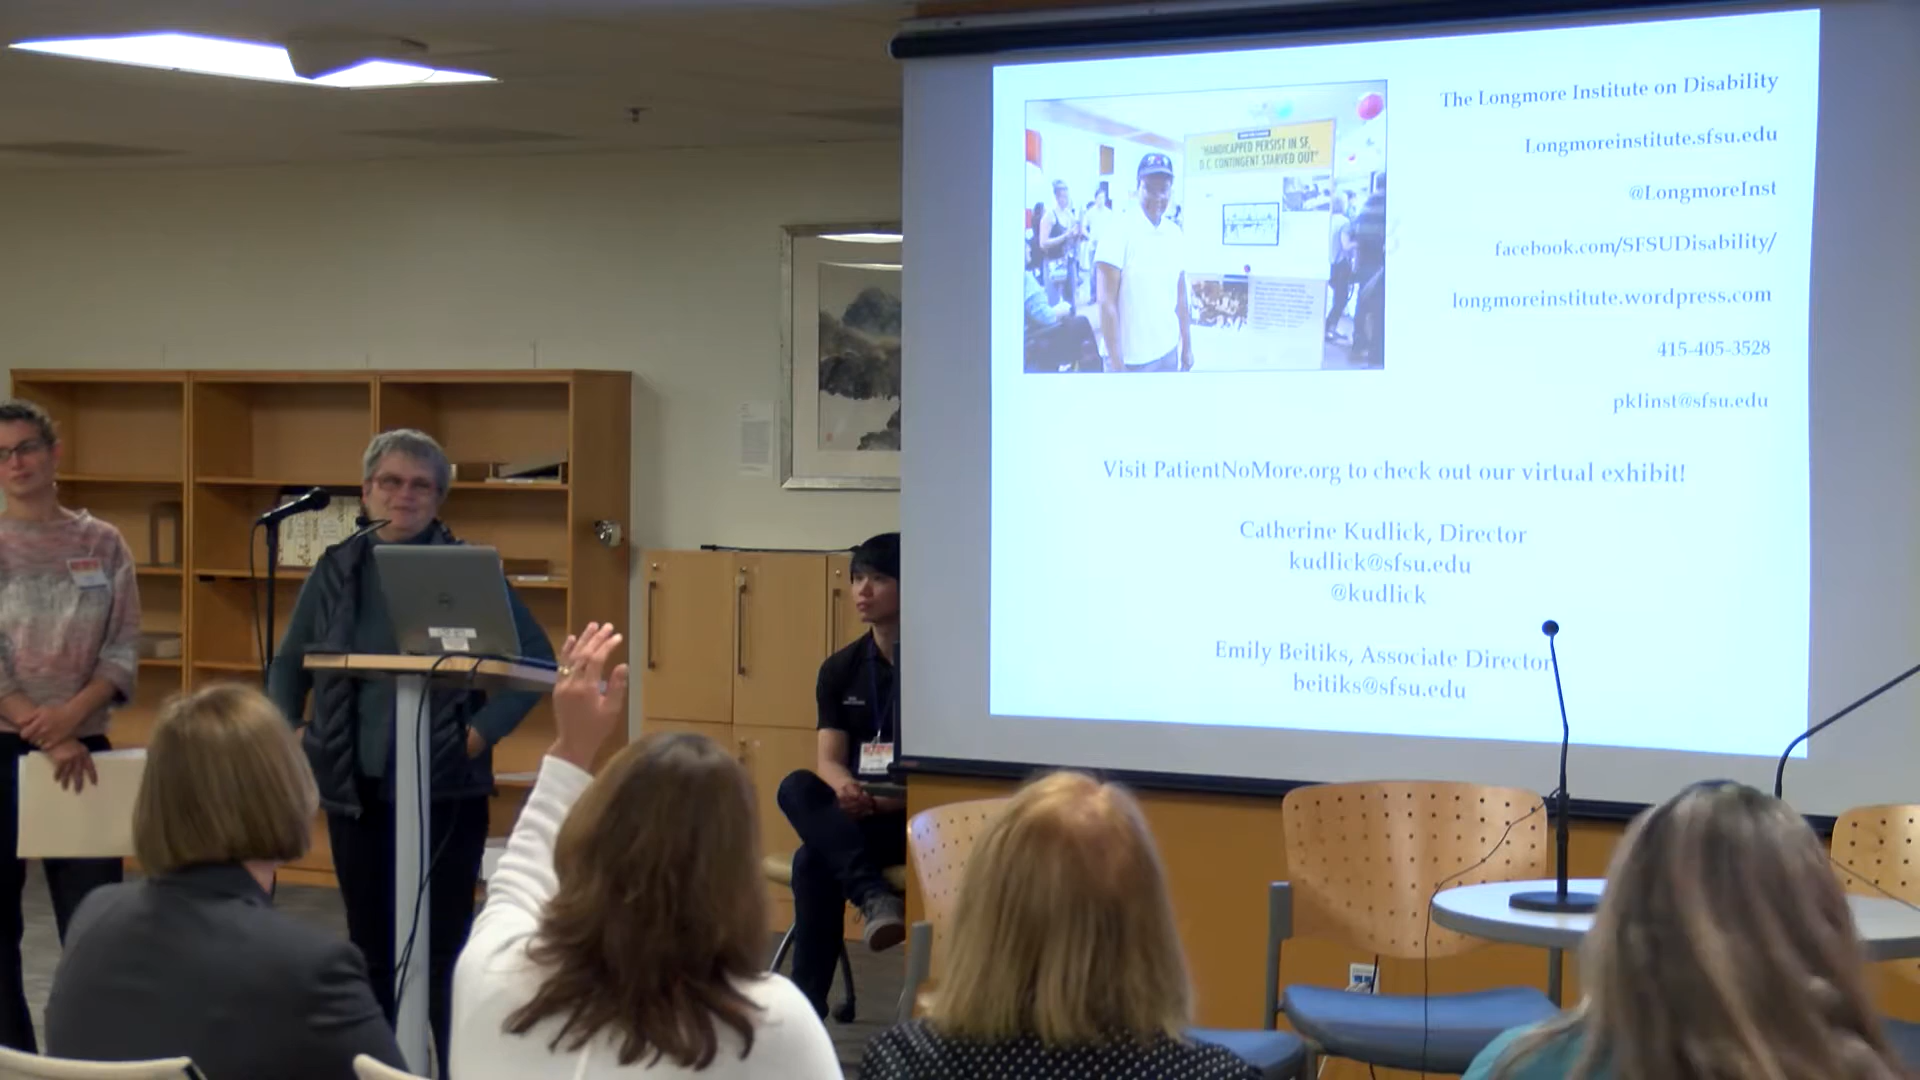 "HANDICAPPED PERSIST IN SF,
D.C. CONTINGENT STARVED OUT"
The Longmore Institute on Disability
Longmoreinstitute.sfsu.edu
@LongmoreInst
facebook.com/SFSUDisability/
longmoreinstitute.wordpress.com
415-405-3528
pklinst@sfsu.edu
Visit PatientNoMore.org to check out our virtual exhibit!
Catherine Kudlick, Director
kudlick@sfsu.edu
@kudlick
Emily Beitiks, Associate Director
beitiks@sfsu.edu